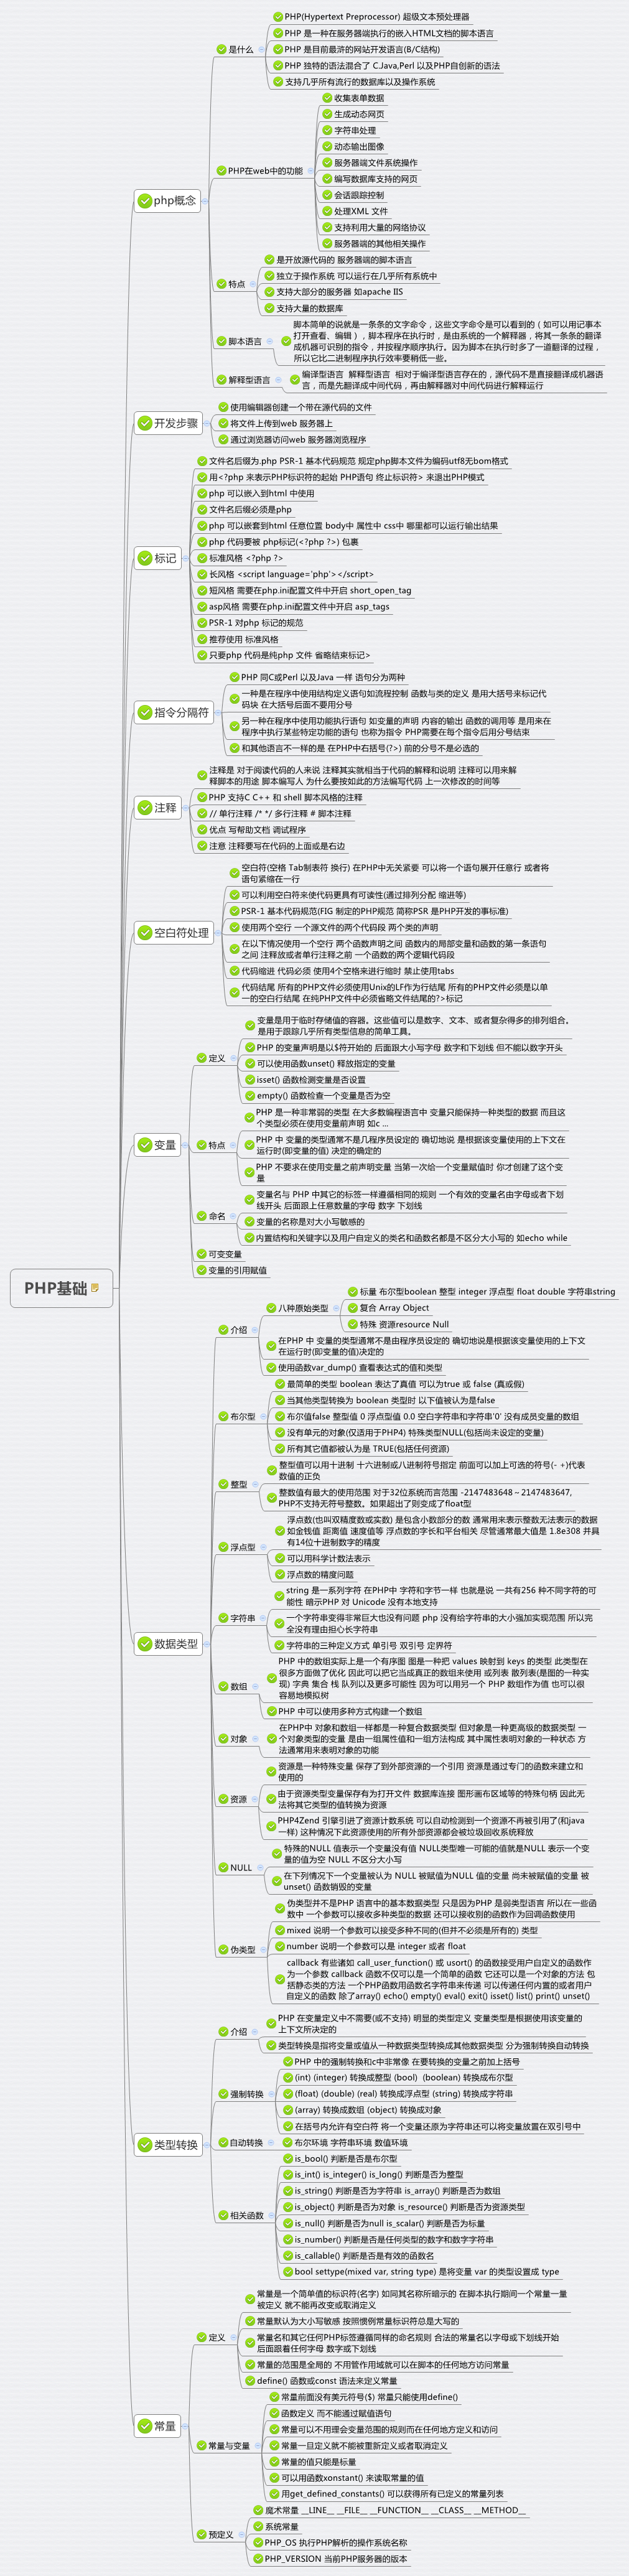 PHP基础
php概念
是什么
PHP(Hypertext Preprocessor) 超级文本预处理器
PHP 是一种在服务器端执行的嵌入HTML文档的脚本语言
PHP 是目前最浒的网站开发语言(B/C结构)
PHP 独特的语法混合了 C.Java,Perl 以及PHP自创新的语法
支持几乎所有流行的数据库以及操作系统
PHP在web中的功能
收集表单数据
生成动态网页
字符串处理
动态输出图像
服务器端文件系统操作
编写数据库支持的网页
会话跟踪控制
处理XML 文件
支持利用大量的网络协议
服务器端的其他相关操作
特点
是开放源代码的 服务器端的脚本语言
独立于操作系统 可以运行在几乎所有系统中
支持大部分的服务器 如apache IIS
支持大量的数据库
脚本语言
脚本简单的说就是一条条的文字命令，这些文字命令是可以看到的（如可以用记事本
打开查看、编辑），脚本程序在执行时，是由系统的一个解释器，将其一条条的翻译
成机器可识别的指令，并按程序顺序执行。因为脚本在执行时多了一道翻译的过程，
所以它比二进制程序执行效率要稍低一些。
解释型语言
编译型语言 解释型语言 相对于编译型语言存在的，源代码不是直接翻译成机器语
言，而是先翻译成中间代码，再由解释器对中间代码进行解释运行
开发步骤
使用编辑器创建一个带在源代码的文件
将文件上传到web 服务器上
通过浏览器访问web 服务器浏览程序
标记
文件名后缀为.php PSR-1 基本代码规范 规定php脚本文件为编码utf8无bom格式
用<?php 来表示PHP标识符的起始 PHP语句 终止标识符> 来退出PHP模式
php 可以嵌入到html 中使用
文件名后缀必须是php
php 可以嵌套到html 任意位置 body中 属性中 css中 哪里都可以运行输出结果
php 代码要被 php标记(<?php ?>) 包裹
标准风格 <?php ?>
长风格 <script language='php'></script>
短风格 需要在php.ini配置文件中开启 short_open_tag
asp风格 需要在php.ini配置文件中开启 asp_tags
PSR-1 对php 标记的规范
推荐使用 标准风格
只要php 代码是纯php 文件 省略结束标记>
指令分隔符
PHP 同C或Perl 以及Java 一样 语句分为两种
一种是在程序中使用结构定义语句如流程控制 函数与类的定义 是用大括号来标记代
码块 在大括号后面不要用分号
另一种在程序中使用功能执行语句 如变量的声明 内容的输出 函数的调用等 是用来在
程序中执行某些特定功能的语句 也称为指令 PHP需要在每个指令后用分号结束
和其他语言不一样的是 在PHP中右括号(?>) 前的分号不是必选的
注释
注释是 对于阅读代码的人来说 注释其实就相当于代码的解释和说明 注释可以用来解
释脚本的用途 脚本编写人 为什么要按如此的方法编写代码 上一次修改的时间等
PHP 支持C C++ 和 shell 脚本风格的注释
// 单行注释 /* */ 多行注释 # 脚本注释
优点 写帮助文档 调试程序
注意 注释要写在代码的上面或是右边
空白符处理
空白符(空格 Tab制表符 换行) 在PHP中无关紧要 可以将一个语句展开任意行 或者将
语句紧缩在一行
可以利用空白符来使代码更具有可读性(通过排列分配 缩进等)
PSR-1 基本代码规范(FIG 制定的PHP规范 简称PSR 是PHP开发的事标准)
使用两个空行 一个源文件的两个代码段 两个类的声明
在以下情况使用一个空行 两个函数声明之间 函数内的局部变量和函数的第一条语句
之间 注释放或者单行注释之前 一个函数的两个逻辑代码段
代码缩进 代码必须 使用4个空格来进行缩时 禁止使用tabs
代码结尾 所有的PHP文件必须使用Unix的LF作为行结尾 所有的PHP文件必须是以单
一的空白行结尾 在纯PHP文件中必须省略文件结尾的?>标记
变量
定义
变量是用于临时存储值的容器。这些值可以是数字、文本、或者复杂得多的排列组合。
是用于跟踪几乎所有类型信息的简单工具。
PHP 的变量声明是以$符开始的 后面跟大小写字母 数字和下划线 但不能以数字开头
可以使用函数unset() 释放指定的变量
isset() 函数检测变量是否设置
empty() 函数检查一个变量是否为空
特点
PHP 是一种非常弱的类型 在大多数编程语言中 变量只能保持一种类型的数据 而且这
个类型必须在使用变量前声明 如c ...
PHP 中 变量的类型通常不是几程序员设定的 确切地说 是根据该变量使用的上下文在
运行时(即变量的值) 决定的确定的
PHP 不要求在使用变量之前声明变量 当第一次给一个变量赋值时 你才创建了这个变
量
命名
变量名与 PHP 中其它的标签一样遵循相同的规则 一个有效的变量名由字母或者下划
线开头 后面跟上任意数量的字母 数字 下划线
变量的名称是对大小写敏感的
内置结构和关键字以及用户自定义的类名和函数名都是不区分大小写的 如echo while
可变变量
变量的引用赋值
数据类型
介绍
八种原始类型
标量 布尔型boolean 整型 integer 浮点型 float double 字符串string
复合 Array Object
特殊 资源resource Null
在PHP 中 变量的类型通常不是由程序员设定的 确切地说是根据该变量使用的上下文
在运行时(即变量的值)决定的
使用函数var_dump() 查看表达式的值和类型
布尔型
最简单的类型 boolean 表达了真值 可以为true 或 false (真或假)
当其他类型转换为 boolean 类型时 以下值被认为是false
布尔值false 整型值 0 浮点型值 0.0 空白字符串和字符串'0' 没有成员变量的数组
没有单元的对象(仅适用于PHP4) 特殊类型NULL(包括尚未设定的变量)
所有其它值都被认为是 TRUE(包括任何资源)
整型
整型值可以用十进制 十六进制或八进制符号指定 前面可以加上可选的符号(- +)代表
数值的正负
整数值有最大的使用范围 对于32位系统而言范围 -2147483648～2147483647,
PHP不支持无符号整数。如果超出了则变成了float型
浮点型
浮点数(也叫双精度数或实数) 是包含小数部分的数 通常用来表示整数无法表示的数据
如金钱值 距离值 速度值等 浮点数的字长和平台相关 尽管通常最大值是 1.8e308 并具
有14位十进制数字的精度
可以用科学计数法表示
浮点数的精度问题
字符串
string 是一系列字符 在PHP中 字符和字节一样 也就是说 一共有256 种不同字符的可
能性 暗示PHP 对 Unicode 没有本地支持
一个字符串变得非常巨大也没有问题 php 没有给字符串的大小强加实现范围 所以完
全没有理由担心长字符串
字符串的三种定义方式 单引号 双引号 定界符
数组
PHP 中的数组实际上是一个有序图 图是一种把 values 映射到 keys 的类型 此类型在
很多方面做了优化 因此可以把它当成真正的数组来使用 或列表 散列表(是图的一种实
现) 字典 集合 栈 队列以及更多可能性 因为可以用另一个 PHP 数组作为值 也可以很
容易地模拟树
PHP 中可以使用多种方式构建一个数组
对象
在PHP中 对象和数组一样都是一种复合数据类型 但对象是一种更高级的数据类型 一
个对象类型的变量 是由一组属性值和一组方法构成 其中属性表明对象的一种状态 方
法通常用来表明对象的功能
资源
资源是一种特殊变量 保存了到外部资源的一个引用 资源是通过专门的函数来建立和
使用的
由于资源类型变量保存有为打开文件 数据库连接 图形画布区域等的特殊句柄 因此无
法将其它类型的值转换为资源
PHP4Zend 引擎引进了资源计数系统 可以自动检测到一个资源不再被引用了(和java
一样) 这种情况下此资源使用的所有外部资源都会被垃圾回收系统释放
NULL
特殊的NULL 值表示一个变量没有值 NULL类型唯一可能的值就是NULL 表示一个变
量的值为空 NULL 不区分大小写
在下列情况下一个变量被认为 NULL 被赋值为NULL 值的变量 尚未被赋值的变量 被
unset() 函数销毁的变量
伪类型
伪类型并不是PHP 语言中的基本数据类型 只是因为PHP 是弱类型语言 所以在一些函
数中 一个参数可以接收多种类型的数据 还可以接收别的函数作为回调函数使用
mixed 说明一个参数可以接受多种不同的(但并不必须是所有的) 类型
number 说明一个参数可以是 integer 或者 float
callback 有些诸如 call_user_function() 或 usort() 的函数接受用户自定义的函数作
为一个参数 callback 函数不仅可以是一个简单的函数 它还可以是一个对象的方法 包
括静态类的方法 一个PHP函数用函数名字符串来传递 可以传递任何内置的或者用户
自定义的函数 除了array() echo() empty() eval() exit() isset() list() print() unset()
类型转换
介绍
PHP 在变量定义中不需要(或不支持) 明显的类型定义 变量类型是根据使用该变量的
上下文所决定的
类型转换是指将变量或值从一种数据类型转换成其他数据类型 分为强制转换自动转换
强制转换
PHP 中的强制转换和c中非常像 在要转换的变量之前加上括号
(int) (integer) 转换成整型 (bool) (boolean) 转换成布尔型
(float) (double) (real) 转换成浮点型 (string) 转换成字符串
(array) 转换成数组 (object) 转换成对象
在括号内允许有空白符 将一个变量还原为字符串还可以将变量放置在双引号中
自动转换
布尔环境 字符串环境 数值环境
相关函数
is_bool() 判断是否是布尔型
is_int() is_integer() is_long() 判断是否为整型
is_string() 判断是否为字符串 is_array() 判断是否为数组
is_object() 判断是否为对象 is_resource() 判断是否为资源类型
is_null() 判断是否为null is_scalar() 判断是否为标量
is_number() 判断是否是任何类型的数字和数字字符串
is_callable() 判断是否是有效的函数名
bool settype(mixed var, string type) 是将变量 var 的类型设置成 type
常量
定义
常量是一个简单值的标识符(名字) 如同其名称所暗示的 在脚本执行期间一个常量一量
被定义 就不能再改变或取消定义
常量默认为大小写敏感 按照惯例常量标识符总是大写的
常量名和其它任何PHP标签遵循同样的命名规则 合法的常量名以字母或下划线开始
后面跟着任何字母 数字或下划线
常量的范围是全局的 不用管作用域就可以在脚本的任何地方访问常量
define() 函数或const 语法来定义常量
常量与变量
常量前面没有美元符号($) 常量只能使用define()
函数定义 而不能通过赋值语句
常量可以不用理会变量范围的规则而在任何地方定义和访问
常量一旦定义就不能被重新定义或者取消定义
常量的值只能是标量
可以用函数xonstant() 来读取常量的值
用get_defined_constants() 可以获得所有已定义的常量列表
预定义
魔术常量 __LINE__ __FILE__ __FUNCTION__ __CLASS__ __METHOD__
系统常量
PHP_OS 执行PHP解析的操作系统名称
PHP_VERSION 当前PHP服务器的版本